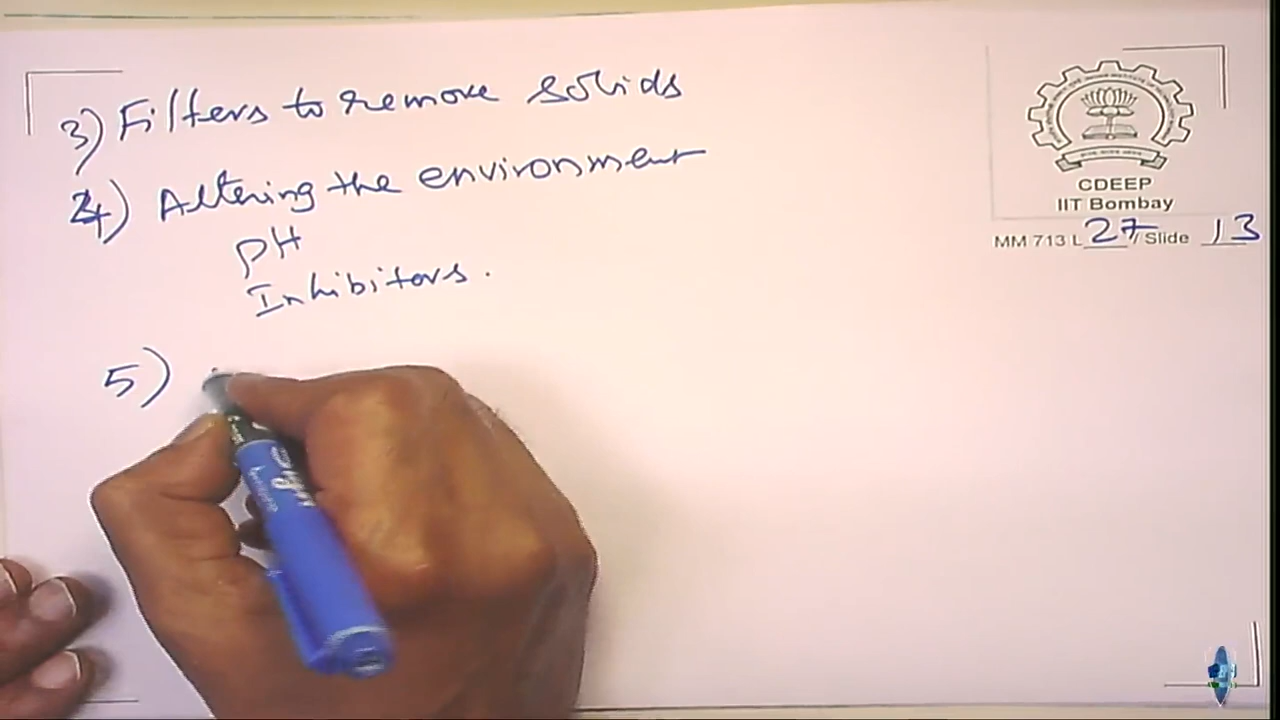 3) Filters to remove solids
4) Altering the environment
pH
Inhibitors.
5)
CDEEP
IIT Bombay
MM 713 L 27 / Slide 13